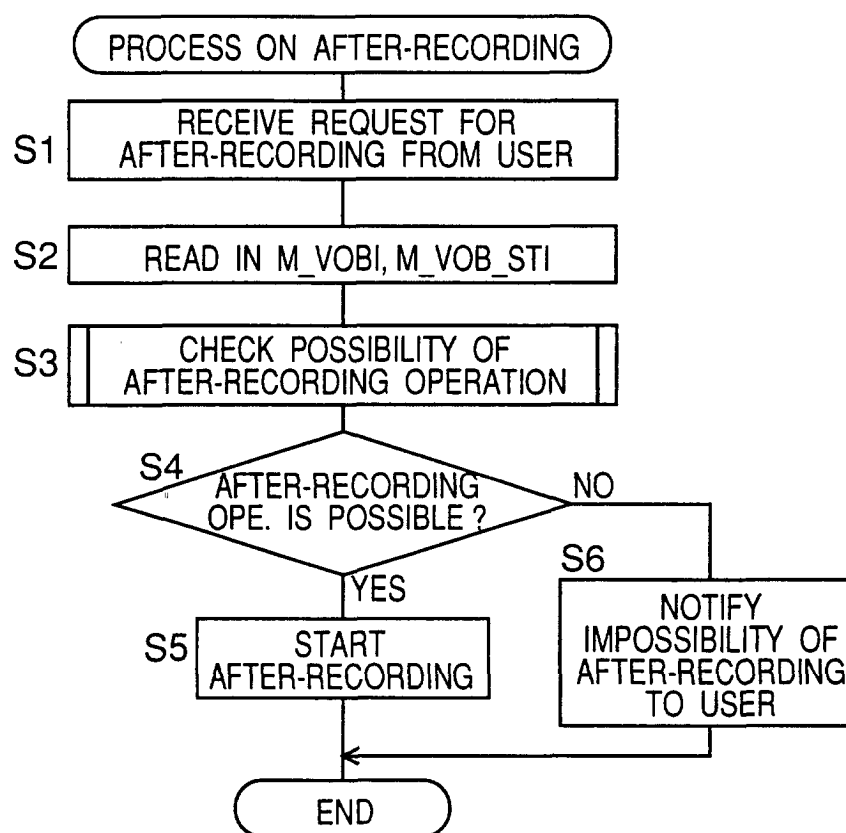 PROCESS ON AFTER-RECORDING
S1
RECEIVE REQUEST FOR
AFTER-RECORDING FROM USER
S2
READ IN M_VOBI, M_VOB_STI
S3
CHECK POSSIBILITY OF
AFTER-RECORDING OPERATION
S4
AFTER-RECORDING
OPE. IS POSSIBLE ?
NO
YES
S5
START
AFTER-RECORDING
S6
NOTIFY
IMPOSSIBILITY OF
AFTER-RECORDING
TO USER
END